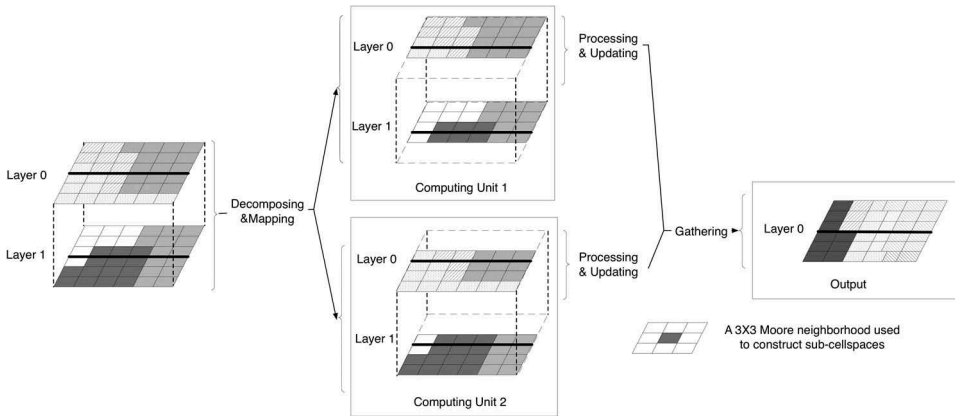 Layer 0
Layer 1
Decomposing
&Mapping
Layer 0
Layer 1
Computing Unit 1
Processing
& Updating
Layer 0
Layer 1
Computing Unit 2
Processing
& Updating
Gathering
Layer 0
Output
A 3X3 Moore neighborhood used
to construct sub-cellspaces